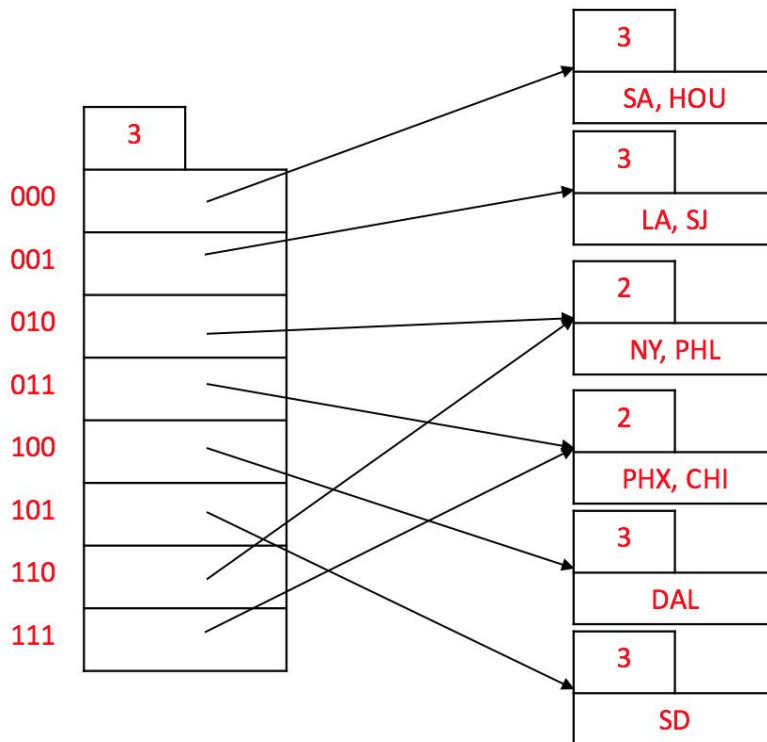 3
000
001
010
011
100
101
110
111
3
SA, HOU
3
LA, SJ
2
NY, PHL
2
PHX, CHI
3
DAL
3
SD